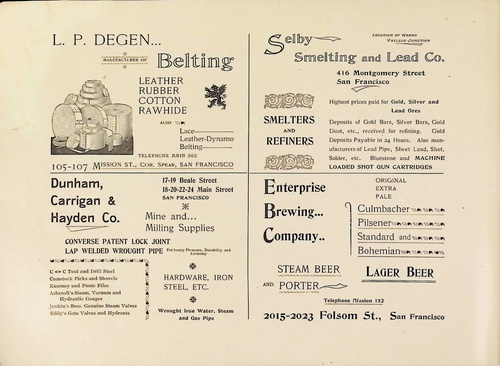 L. P. DEGEN...
MANUFACTURER OF
Belting
LEATHER
RUBBER
COTTON
RAWHIDE
ALSO
Lace
Leather-Dynamo
Belting
TELEPHONE MAIN 562
105-107 MISSION ST., COR. SPEAR, SAN FRANCISCO
Dunham,
Carrigan &
Hayden Co.
17-19 Beale Street
18-20-22-24 Main Street
SAN FRANCISCO
Mine and...
Milling Supplies
CONVERSE PATENT LOCK JOINT
LAP WELDED WROUGHT PIPE For beauty Pressure, Durability and Economy
C & C Tool and Drill Steel
Comstock Picks and Shovels
Kearney and Foote Files
Ashcroft's Steam, Vacuum and
Hydraulic Gauges
Jenkin's Bros. Genuine Steam Valves
Eddy's Gate Valves and Hydrants
HARDWARE, IRON
STEEL, ETC.
Wrought Iron Water, Steam
and Gas Pipe
Selby
Smelting and Lead Co.
LOCATION OF WORKS
VALLEJO JUNCTION
416 Montgomery Street
San Francisco
SMELTERS
AND
REFINERS
Highest prices paid for Gold, Silver and
Lead Ores
Deposits of Gold Bars, Silver Bars, Gold
Dust, etc., received for refining. Gold
Deposits Payable in 24 Hours. Also man-
ufacturers of Lead Pipe, Sheet Lead, Shot,
Solder, etc. Bluestone and MACHINE
LOADED SHOT GUN CARTRIDGES
Enterprise
Brewing...
Company..
ORIGINAL
EXTRA
PALE
Culmbacher
Pilsener
Standard and
Bohemian
STEAM BEER
AND PORTER
LAGER BEER
Telephone Mission 152
2015-2023 Folsom St., San Francisco